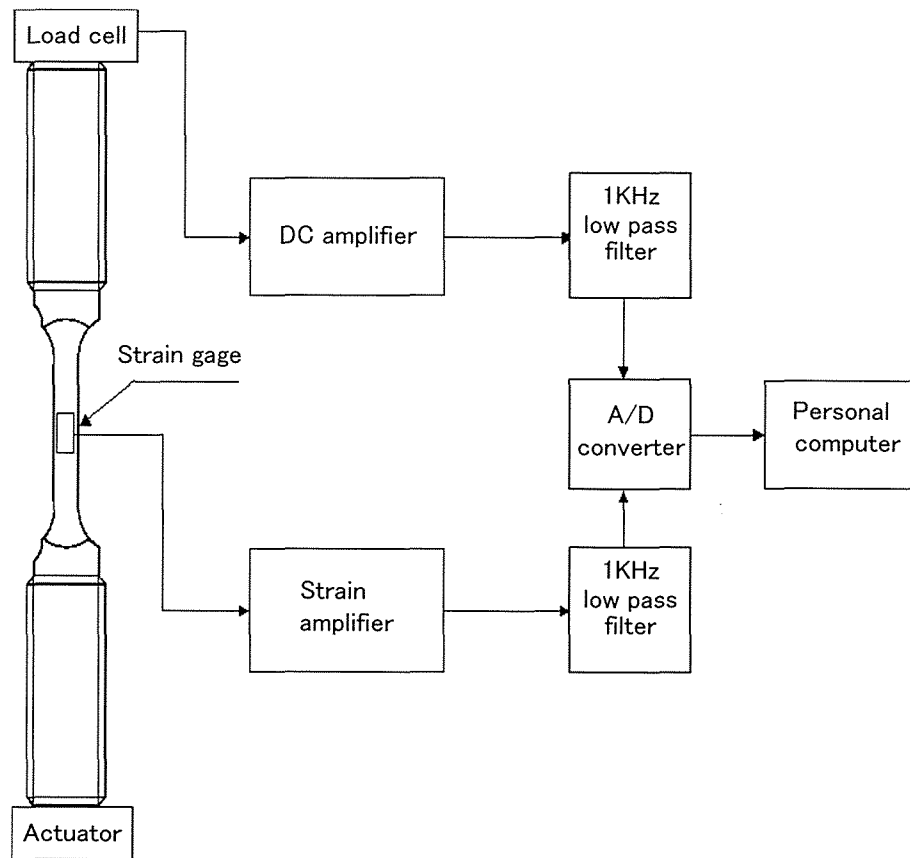 Load cell
DC amplifier
1KHz
low pass
filter
Strain gage
A/D
converter
Personal
computer
Strain
amplifier
1KHz
low pass
filter
Actuator